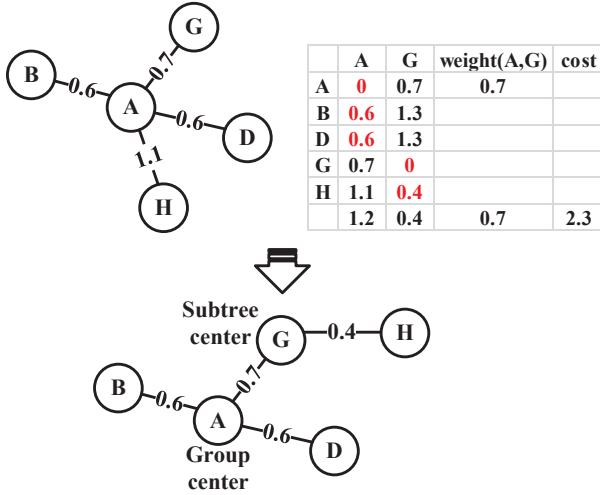 G
B
0.7
0.6
A
0.6
D
1.1
H
A G weight(A,G) cost
A 0 0.7 0.7
B 0.6 1.3
D 0.6 1.3
G 0.7 0
H 1.1 0.4
1.2 0.4 0.7 2.3
Subtree
center
G
0.4
H
0.7
B
0.6
A
0.6
D
Group
center